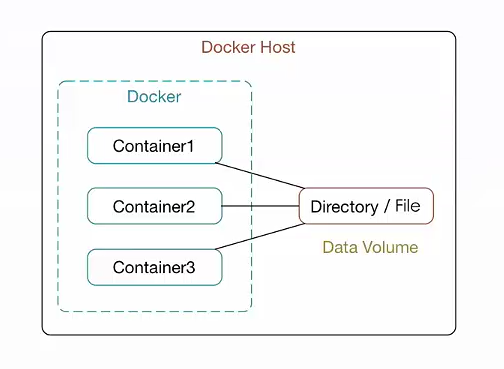 Docker Host
Docker
Container1
Container2
Container3
Directory / File
Data Volume